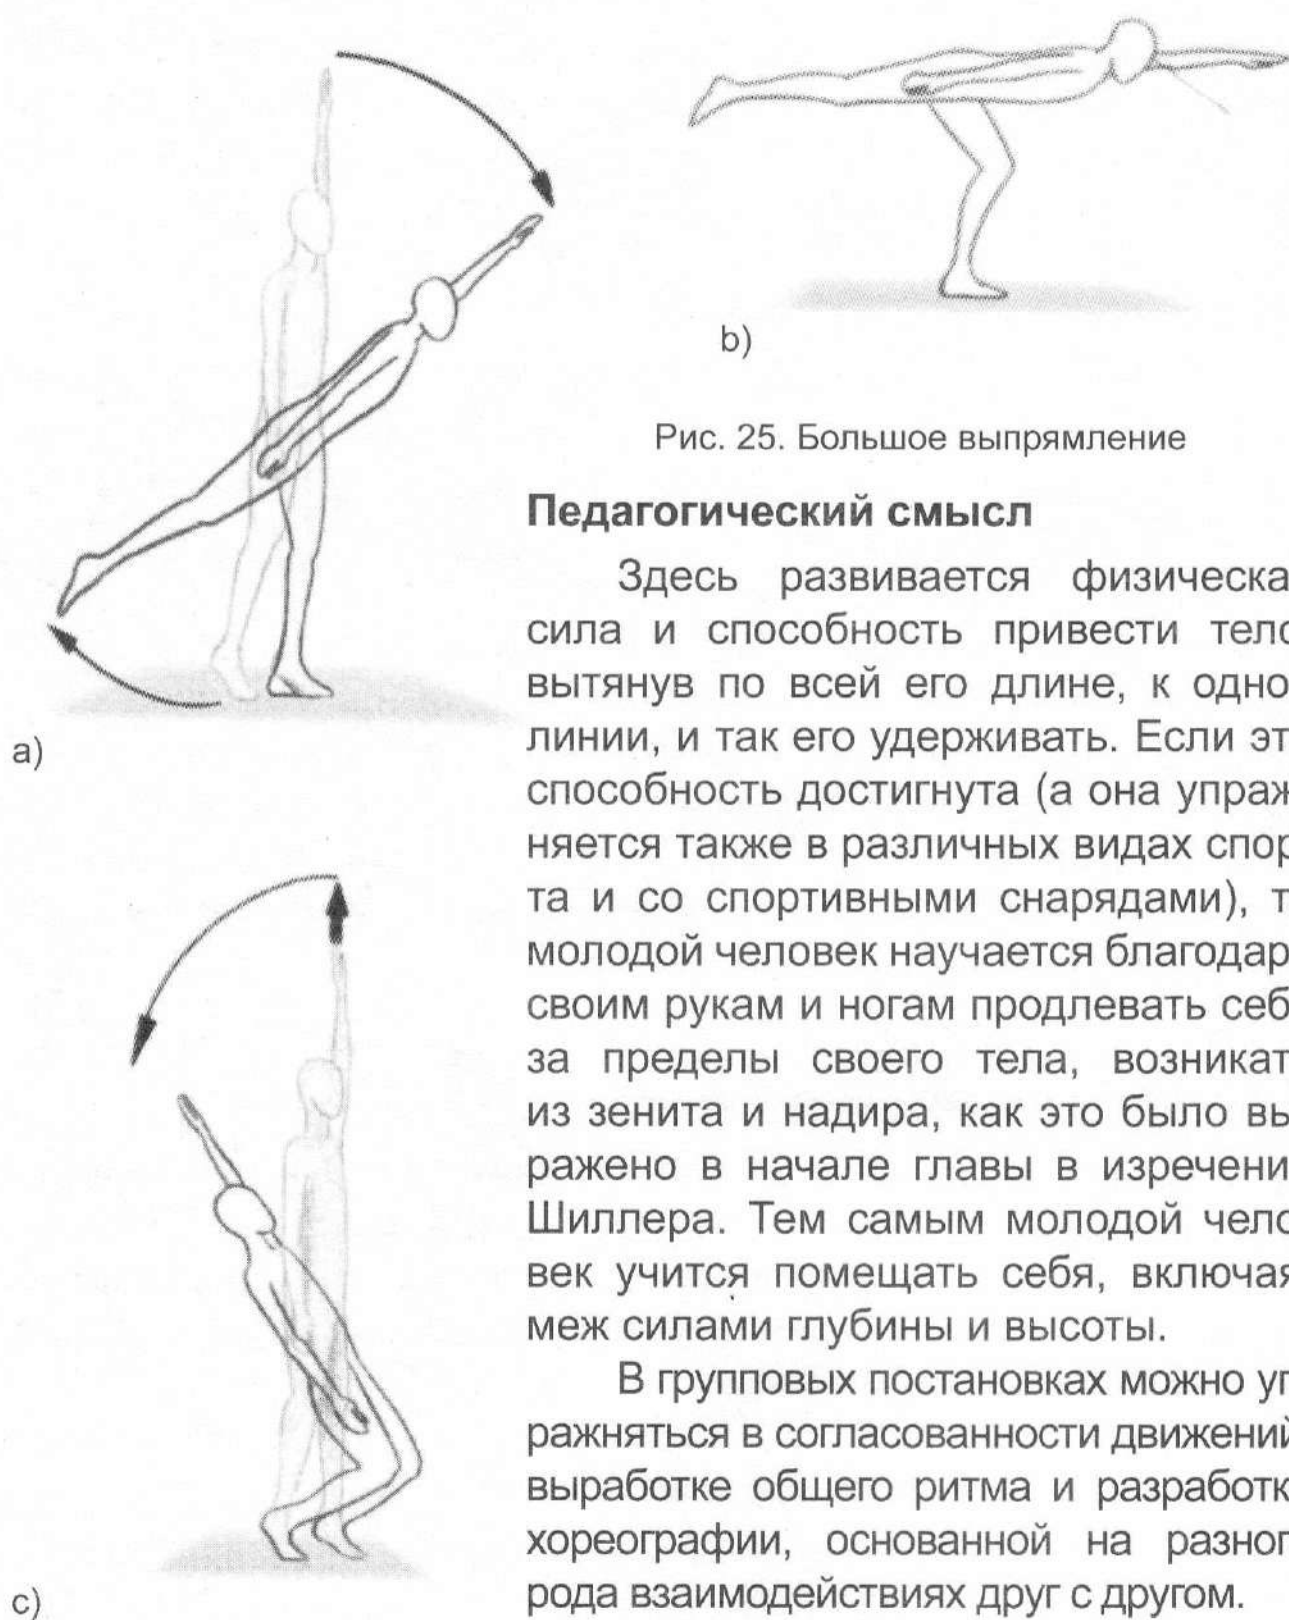 b)
Рис. 25. Большое выпрямление
Педагогический смысл
Здесь развивается физическа
сила и способность привести тело
вытянув по всей его длине, к одно
линии, и так его удерживать. Если эт
способность достигнута (а она упраж
няется также в различных видах спор
та и со спортивными снарядами), т
молодой человек научается благодар
своим рукам и ногам продлевать себ
за пределы своего тела, возникат
из зенита и надира, как это было вы
ражено в начале главы в изречени
Шиллера. Тем самым молодой чело
век учится помещать себя, включая
меж силами глубины и высоты.
В групповых постановках можно уп
ражняться в согласованности движений
выработке общего ритма и разработк
хореографии, основанной на разног
рода взаимодействиях друг с другом.
a)
c)